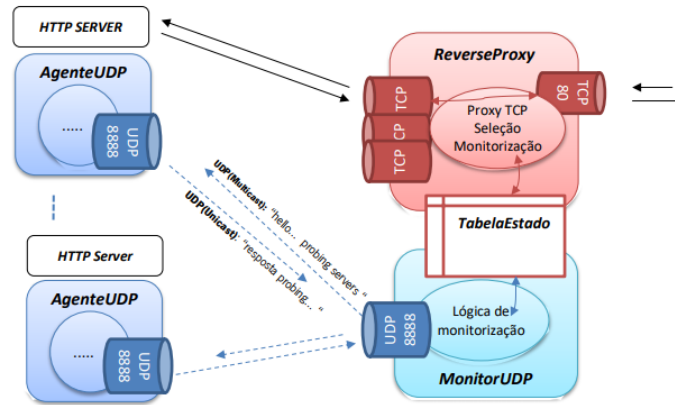 HTTP SERVER
AgenteUDP
.....
UDP
8888
ReverseProxy
TCP
CP
TCP
TCP
80
Proxy TCP
Seleção
Monitorização
UDP(Multicast): "hello... probing servers "
UDP(Unicast): "resposta probing... "
TabelaEstado
HTTP Server
AgenteUDP
.....
UDP
8888
UDP
8888
Lógica de
monitorização
MonitorUDP